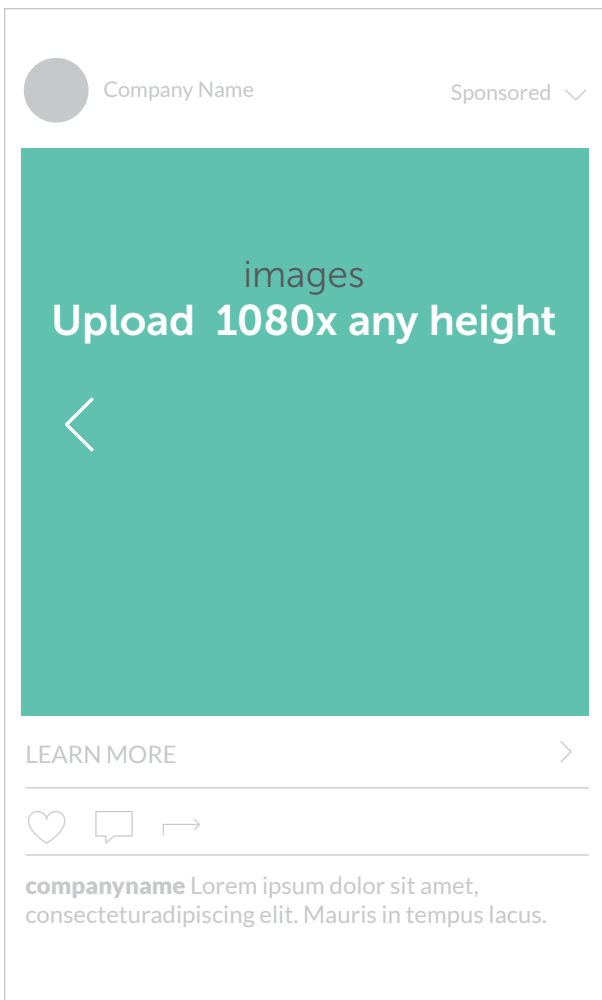 Company Name
Sponsored
images
Upload 1080x any height
LEARN MORE
companyname Lorem ipsum dolor sit amet,
consecteturadipiscing elit. Mauris in tempus lacus.